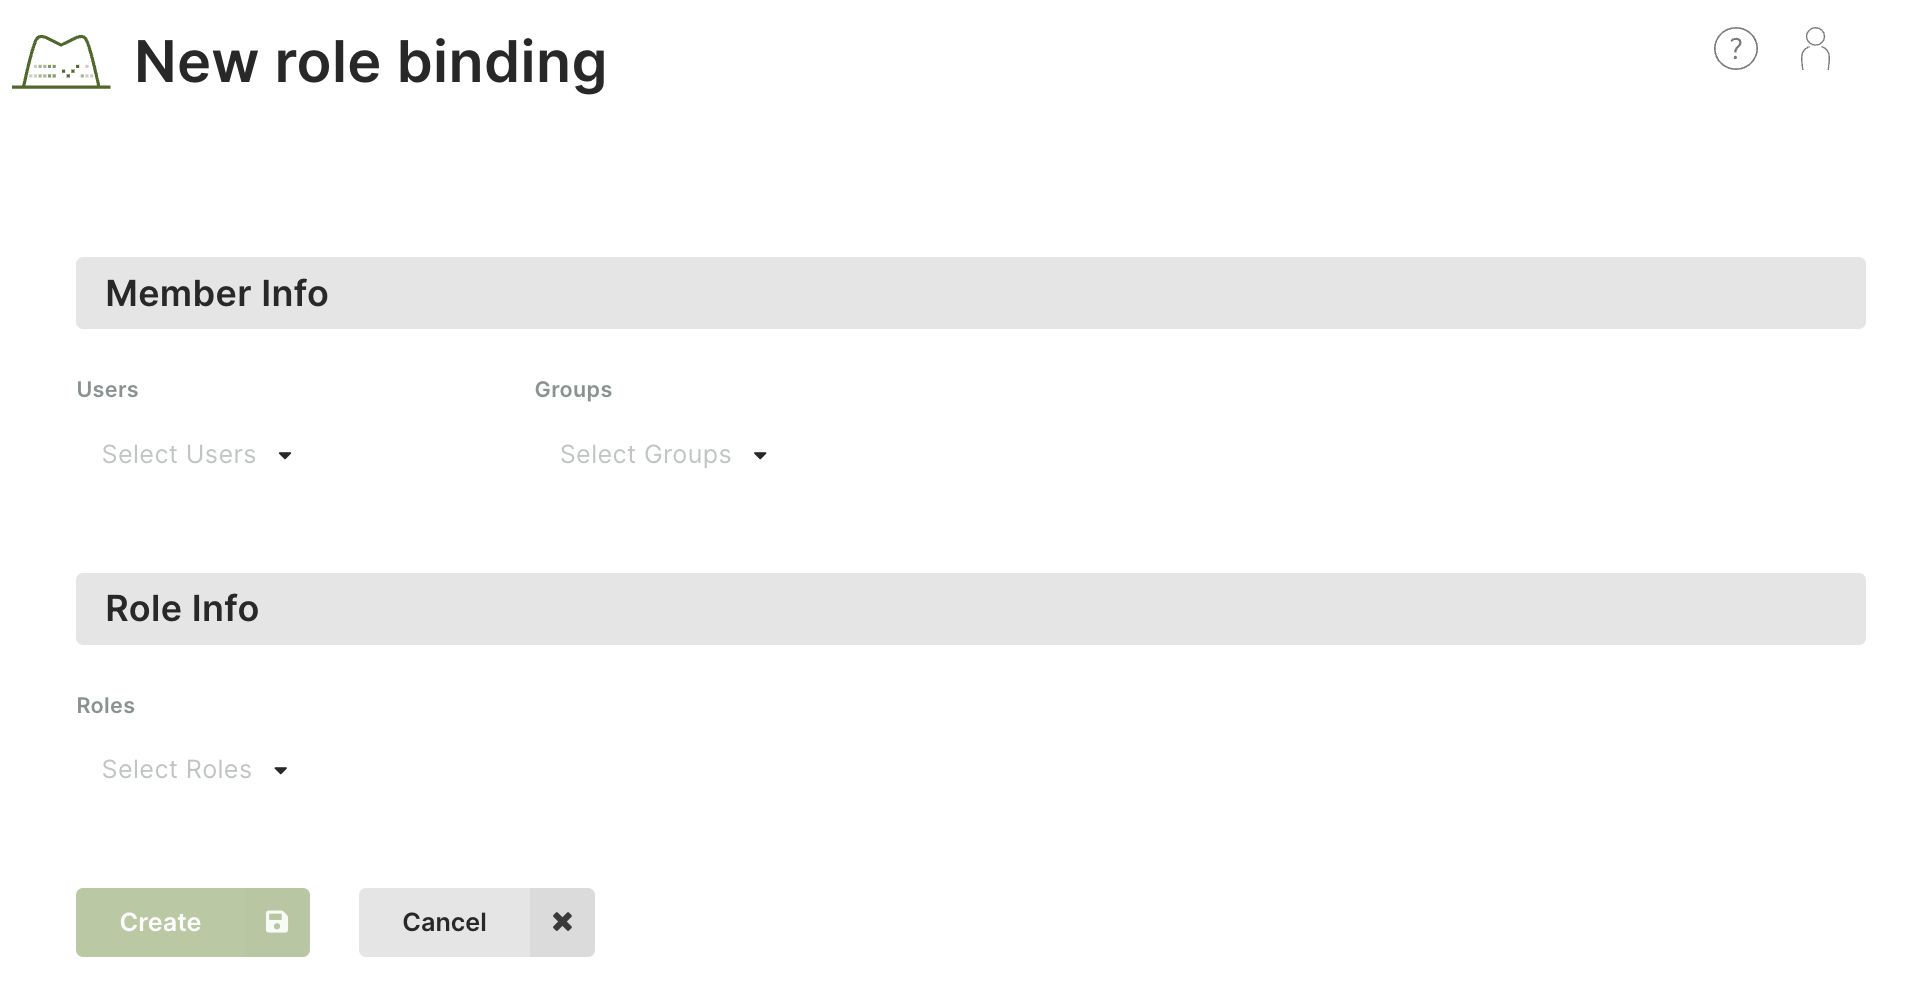 New role binding
?
Member Info
Users
Groups
Select Users
Select Groups
Role Info
Roles
Select Roles
Create
Cancel